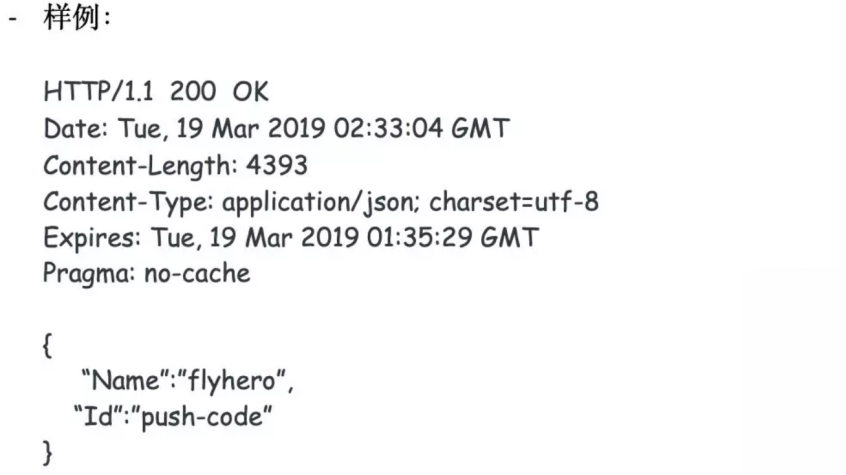 - 样例：
HTTP/1.1 200 OK
Date: Tue, 19 Mar 2019 02:33:04 GMT
Content-Length: 4393
Content-Type: application/json; charset=utf-8
Expires: Tue, 19 Mar 2019 01:35:29 GMT
Pragma: no-cache
{
“Name”:”flyhero”,
“Id”:”push-code”
}